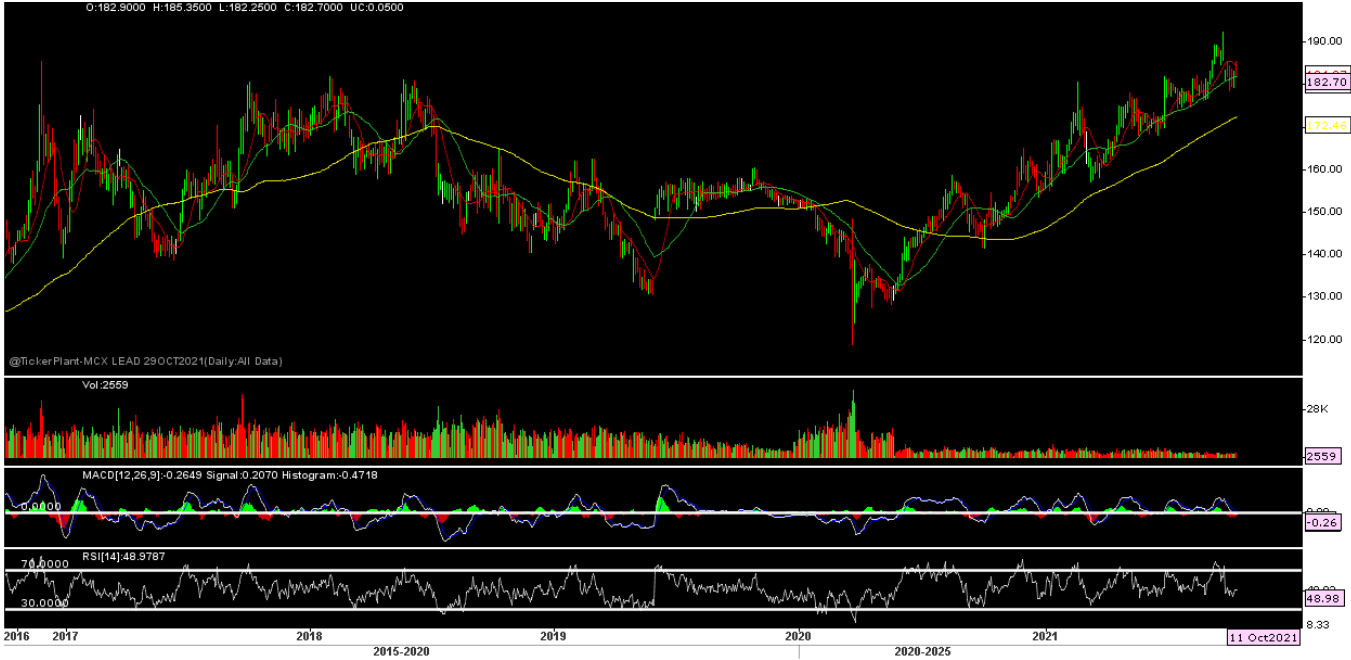 O:182.9000 H:185.3500 L:182.2500 C:182.7000 UC:0.0500
190.00
182.70
172.46
160.00
150.00
140.00
130.00
120.00
@TickerPlant-MCX LEAD 29OCT2021(Daily:All Data)
Vol:2559
28K
2559
MACD[12,26,9]:-0.2649 Signal:0.2070 Histogram:-0.4718
0.0000
-0.26
RSI[14]:48.9787
70.0000
30.0000
48.98
8.33
2016 2017 2018 2019 2020 2021 11 Oct2021
2015-2020 2020-2025